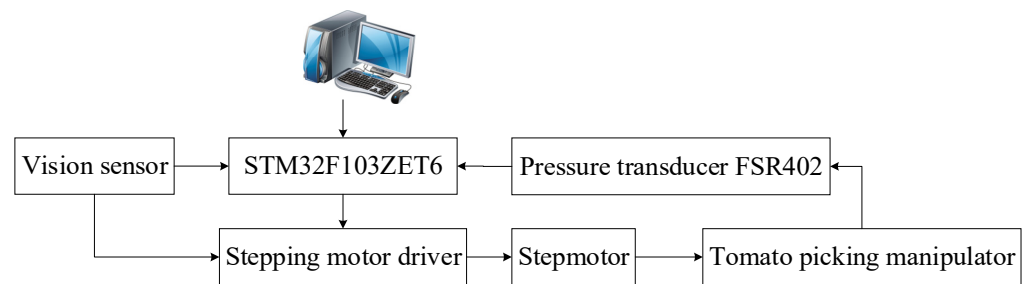 Vision sensor
STM32F103ZET6
Pressure transducer FSR402
Stepping motor driver
Stepmotor
Tomato picking manipulator